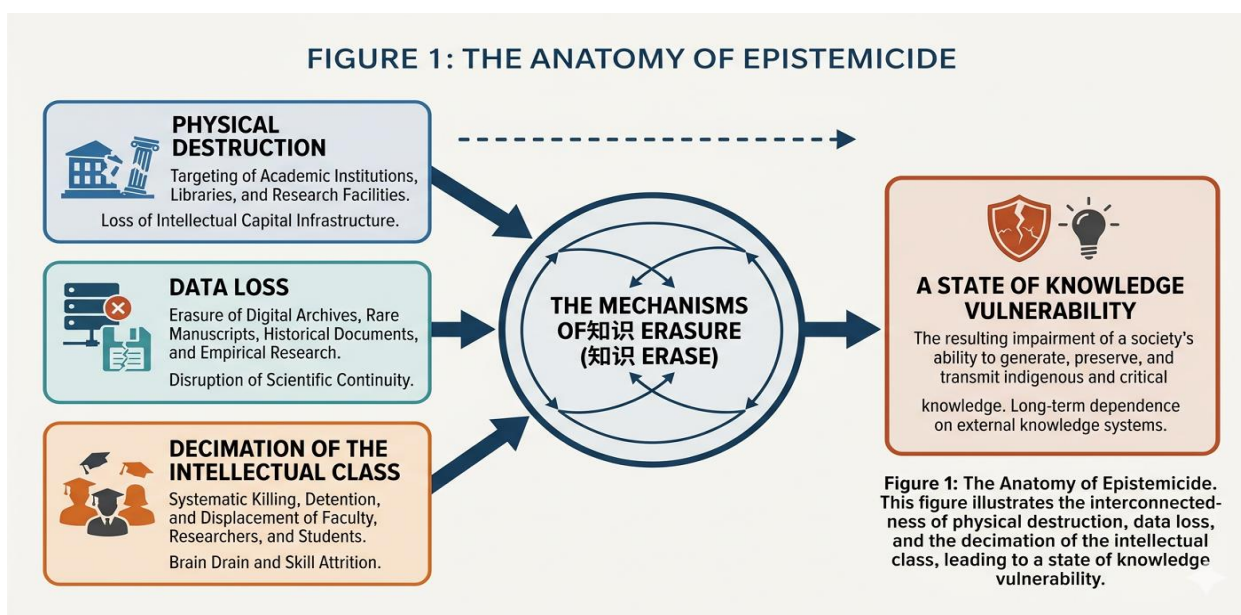 FIGURE 1: THE ANATOMY OF EPISTEMICIDE
PHYSICAL
DESTRUCTION
Targeting of Academic Institutions,
Libraries, and Research Facilities.
Loss of Intellectual Capital Infrastructure.
DATA LOSS
Erasure of Digital Archives, Rare
Manuscripts, Historical Documents,
and Empirical Research.
Disruption of Scientific Continuity.
DECIMATION OF THE
INTELLECTUAL CLASS
Systematic Killing, Detention,
and Displacement of Faculty,
Researchers, and Students.
Brain Drain and Skill Attrition.
THE MECHANISMS
OF知识 ERASURE
(知识 ERASE)
A STATE OF KNOWLEDGE
VULNERABILITY
The resulting impairment of a society's
ability to generate, preserve, and
transmit indigenous and critical
knowledge. Long-term dependence
on external knowledge systems.
Figure 1: The Anatomy of Epistemicide.
This figure illustrates the interconnected-
ness of physical destruction, data loss,
and the decimation of the intellectual
class, leading to a state of knowledge
vulnerability.